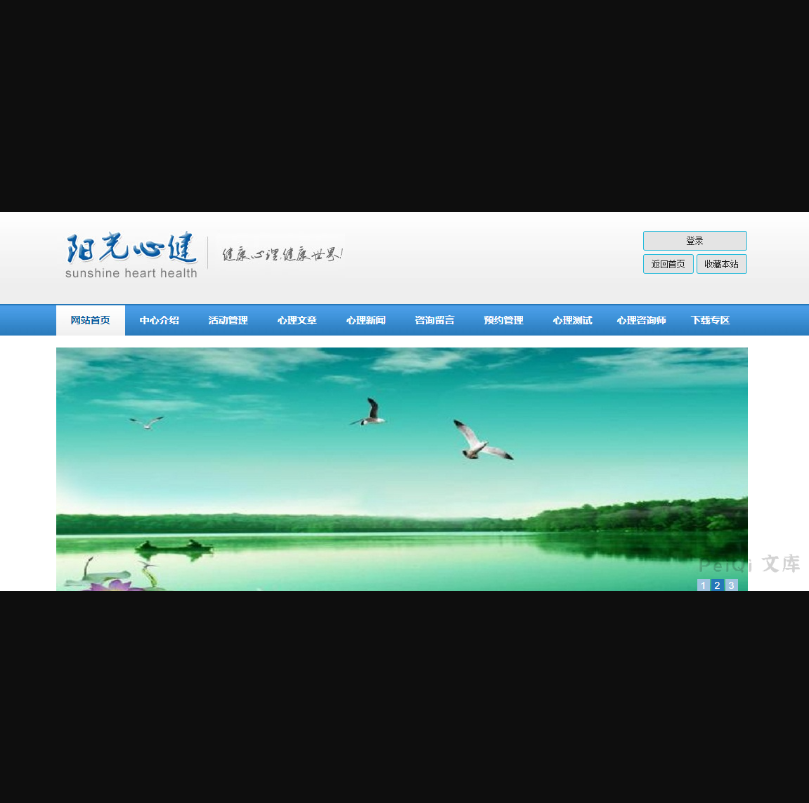 阳光心健
sunshine heart health
健康心理,健康世界!
登录
返回首页 收藏本站
网站首页 中心介绍 活动管理 心理文章 心理新闻 咨询留言 预约管理 心理测试 心理咨询师 下载专区
PeiQi 文库
1 2 3